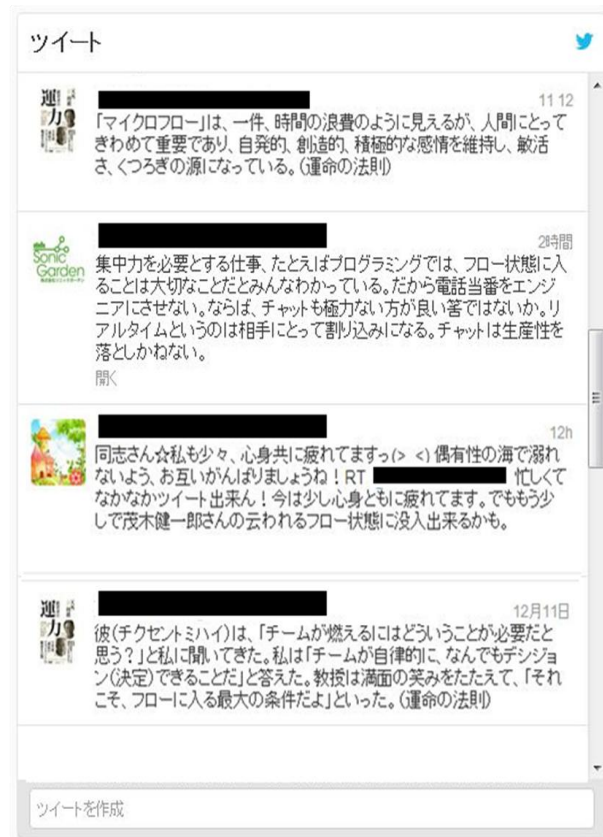 ツイート
運
力
11 12
「マイクロフロー」は、一件、時間の浪費のように見えるが、人間にとって
きわめて重要であり、自発的、創造的、積極的な感情を維持し、敏活
さ、くつろぎの源になっている。(運命の法則)
Sonic
Garden
2時間
集中力を必要とする仕事、たとえばプログラミングでは、フロー状態に入
ることは大切なことだとみんなわかっている。だから電話当番をエンジ
ニアにさせない。ならば、チャットも極力ない方が良い筈ではないか。リ
アルタイムというのは相手にとって割り込みになる。チャットは生産性を
落としかねない。
開く
12h
同志さん☆私も少々、心身共に疲れてますっ(> <) 偶有性の海で溺れ
ないよう、お互いがんばりましょうね！RT 忙しくて
なかなかツイート出来ん！今は少し心身ともに疲れてます。でももう少
しで茂木健一郎さんの云われるフロー状態に没入出来るかも。
運
力
12月11日
彼(チクセントミハイ)は、「チームが燃えるにはどういうことが必要だと
思う？」と私に聞いてきた。私は「チームが自律的に、なんでもデシジョ
ン(決定)できることだ」と答えた。教授は満面の笑みをたたえて、「それ
こそ、フローに入る最大の条件だよ」といった。(運命の法則)
ツイートを作成